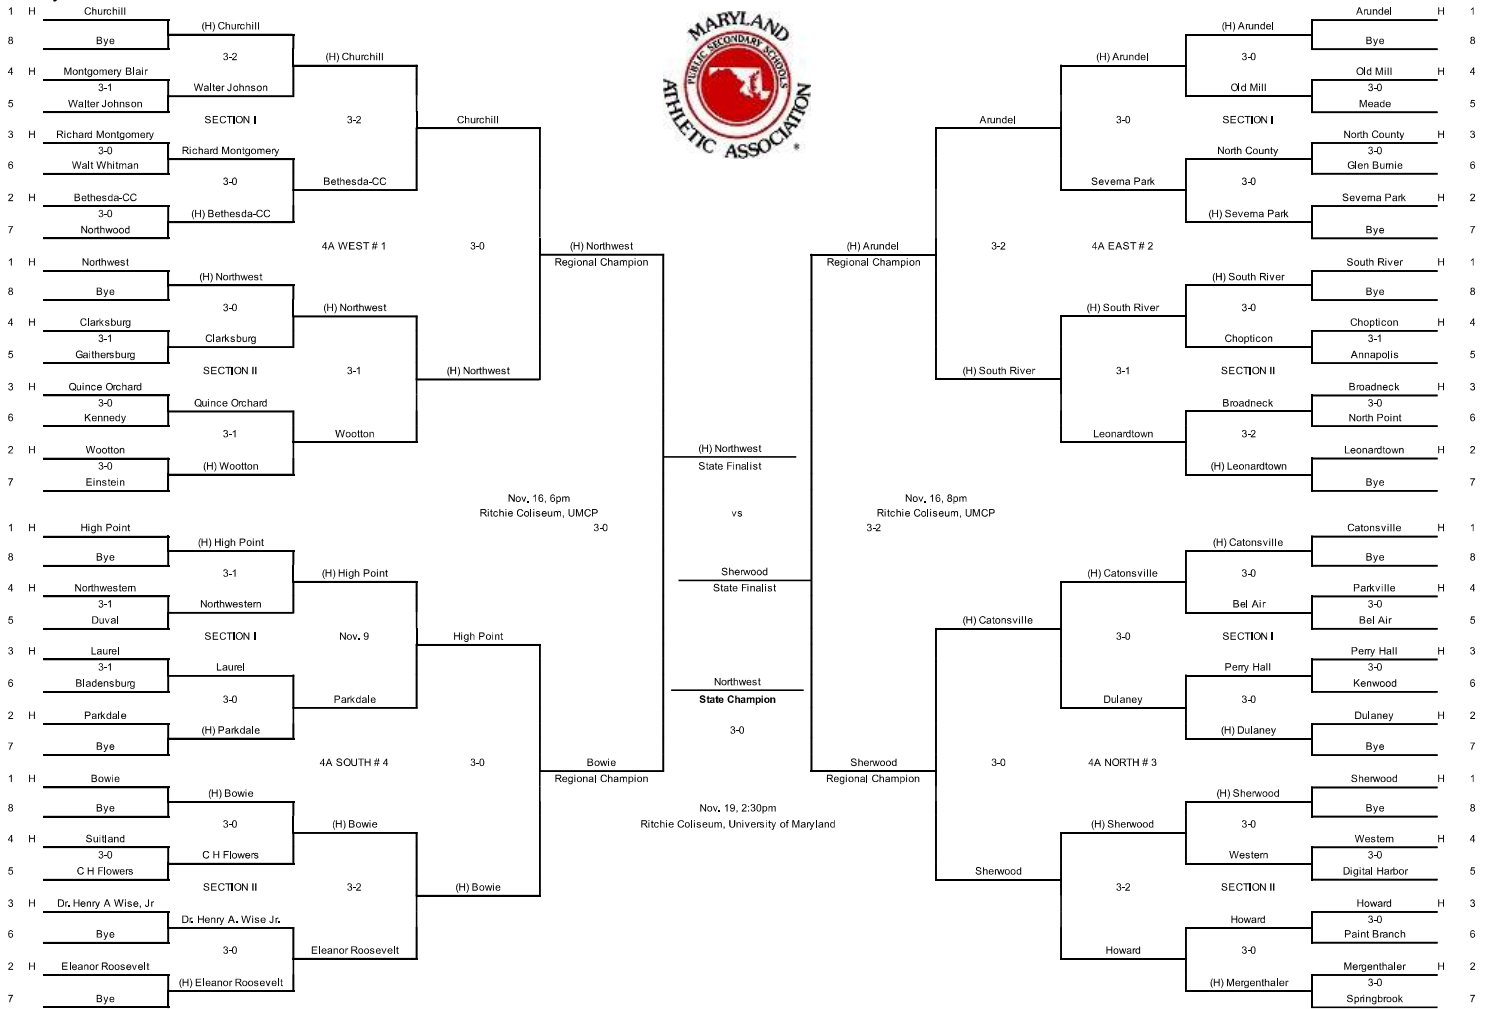 MARYLAND
PUBLIC SECONDARY SCHOOLS
ATHLETIC ASSOCIATION
®
1 H Churchill
(H) Churchill
8 Bye
3-2
(H) Churchill
4 H Montgomery Blair
3-1
Walter Johnson
5 Walter Johnson
SECTION I
3-2
Churchill
3 H Richard Montgomery
3-0
Richard Montgomery
6 Walt Whitman
3-0
Bethesda-CC
2 H Bethesda-CC
3-0
(H) Bethesda-CC
7 Northwood
4A WEST # 1
3-0
(H) Northwest
Regional Champion
1 H Northwest
(H) Northwest
8 Bye
3-0
(H) Northwest
4 H Clarksburg
3-1
Clarksburg
5 Gaithersburg
SECTION II
3-1
(H) Northwest
3 H Quince Orchard
3-0
Quince Orchard
6 Kennedy
3-1
Wootton
2 H Wootton
3-0
(H) Wootton
7 Einstein
Nov. 16, 6pm
Ritchie Coliseum, UMCP
3-0
1 H High Point
(H) High Point
8 Bye
3-1
(H) High Point
4 H Northwestern
3-1
Northwestern
5 Duval
SECTION I
Nov. 9
High Point
3 H Laurel
3-1
Laurel
6 Bladensburg
3-0
Parkdale
2 H Parkdale
(H) Parkdale
7 Bye
4A SOUTH # 4
3-0
Bowie
Regional Champion
1 H Bowie
(H) Bowie
8 Bye
3-0
(H) Bowie
4 H Suitland
3-0
C H Flowers
5 C H Flowers
SECTION II
3-2
(H) Bowie
3 H Dr. Henry A Wise, Jr
Dr. Henry A. Wise Jr.
6 Bye
3-0
Eleanor Roosevelt
2 H Eleanor Roosevelt
(H) Eleanor Roosevelt
7 Bye
(H) Northwest
State Finalist
vs
Sherwood
State Finalist
Northwest
State Champion
3-0
Nov. 19, 2:30pm
Ritchie Coliseum, University of Maryland
Arundel H 1
(H) Arundel
Bye 8
3-0
(H) Arundel
Old Mill H 4
3-0
Old Mill
Meade 5
SECTION I
3-0
Arundel
North County H 3
3-0
North County
Glen Burnie 6
3-0
Severna Park
Severna Park H 2
(H) Severna Park
Bye 7
4A EAST # 2
3-2
(H) Arundel
Regional Champion
South River H 1
(H) South River
Bye 8
3-0
(H) South River
Chopticon H 4
3-1
Chopticon
Annapolis 5
SECTION II
3-1
(H) South River
Broadneck H 3
3-0
Broadneck
North Point 6
3-2
Leonardtown
Leonardtown H 2
(H) Leonardtown
Bye 7
Nov. 16, 8pm
Ritchie Coliseum, UMCP
3-2
Catonsville H 1
(H) Catonsville
Bye 8
3-0
(H) Catonsville
Parkville H 4
3-0
Bel Air
Bel Air 5
SECTION I
3-0
(H) Catonsville
Perry Hall H 3
3-0
Perry Hall
Kenwood 6
3-0
Dulaney
Dulaney H 2
(H) Dulaney
Bye 7
4A NORTH # 3
3-0
Sherwood
Regional Champion
Sherwood H 1
(H) Sherwood
Bye 8
3-0
(H) Sherwood
Western H 4
3-0
Western
Digital Harbor 5
SECTION II
3-2
Sherwood
Howard H 3
3-0
Howard
Paint Branch 6
3-0
Howard
Mergenthaler H 2
3-0
(H) Mergenthaler
Springbrook 7